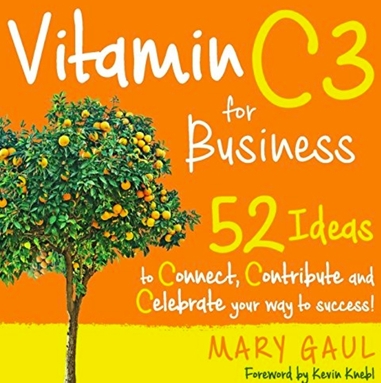 Vitamin C3
for
Business
52 Ideas
to Connect, Contribute and
Celebrate your way to success!
MARY GAUL
Foreword by Kevin Knebl